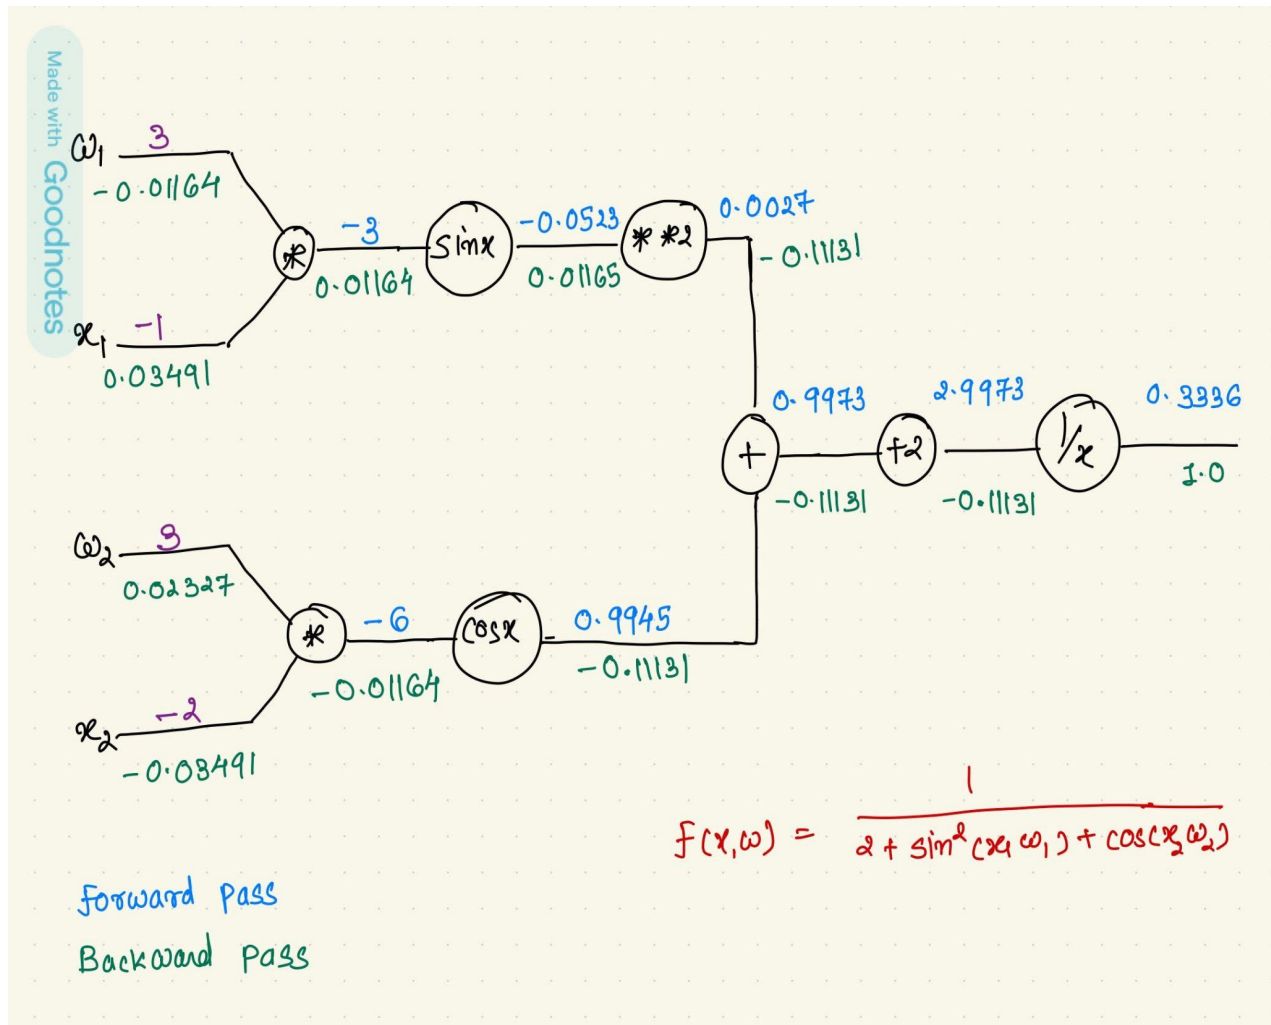 Made with Goodnotes
ω₁ 3
-0.01164
* -3 sinx -0.0523 **2 0.0027
0.01164 0.01165 -0.11131
x₁ -1
0.03491
0.9973 2.9973 0.3336
+ +2 1/x
-0.11131 -0.11131 1.0
ω₂ 3
0.02327
* -6 cosx 0.9945
-0.01164 -0.11131
x₂ -2
-0.03491
f(x,ω) = 1 / 2 + sin²(x₁ω₁) + cos(x₂ω₂)
Forward pass
Backward pass